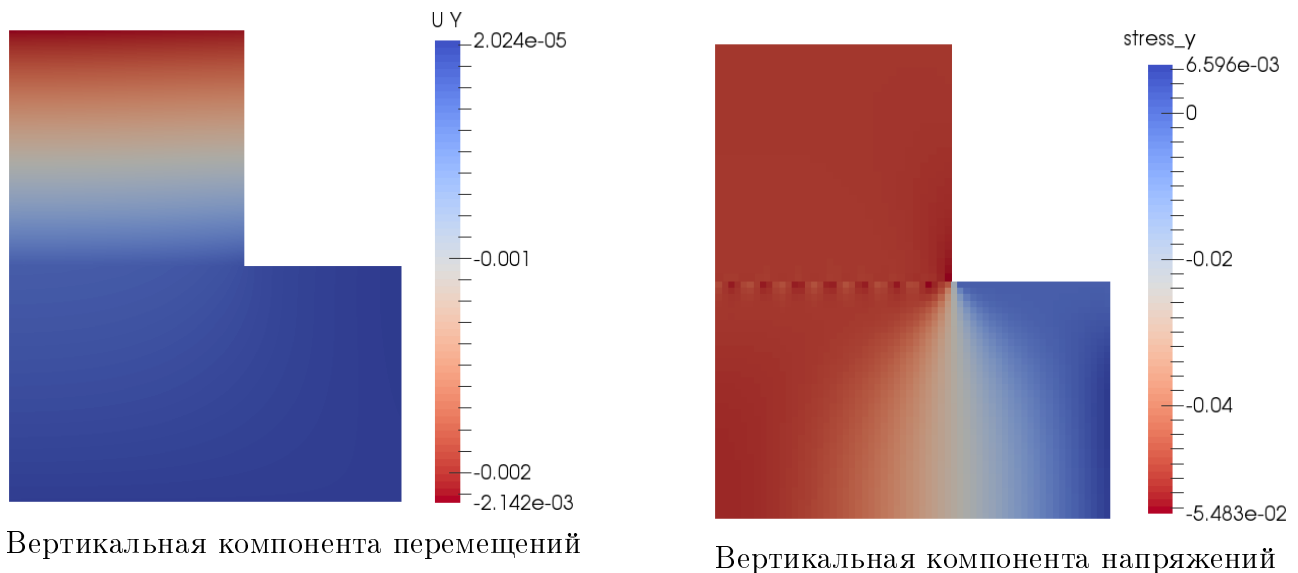 U Y
2.024e-05
-0.001
-0.002
-2.142e-03
Вертикальная компонента перемещений
stress_y
6.596e-03
0
-0.02
-0.04
-5.483e-02
Вертикальная компонента напряжений